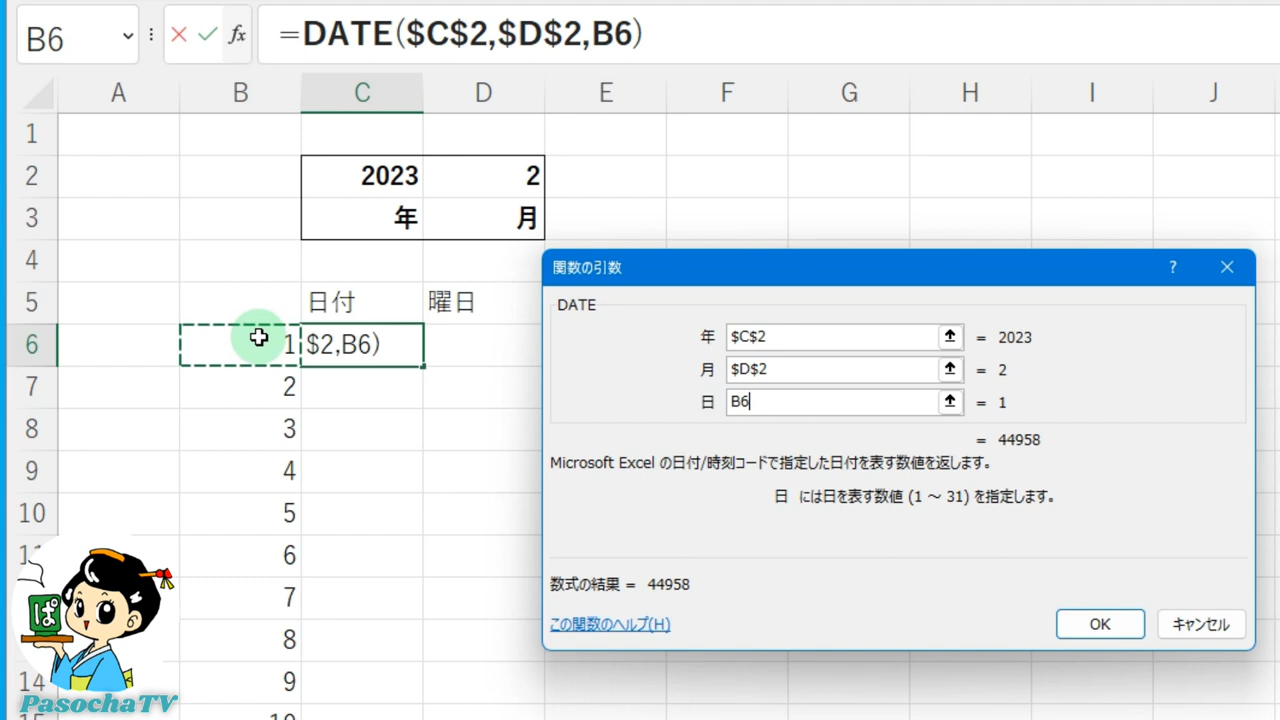 B6
fx
=DATE($C$2,$D$2,B6)
A B C D E F G H I J
1
2 2023 2
3 年 月
4
5 日付 曜日
6 1 $2,B6)
7 2
8 3
9 4
10 5
6
7
8
14 9
10
関数の引数 ?
DATE
年 $C$2 = 2023
月 $D$2 = 2
日 B6 = 1
= 44958
Microsoft Excel の日付/時刻コードで指定した日付を表す数値を返します。
日 には日を表す数値 (1 ～ 31) を指定します。
数式の結果 = 44958
この関数のヘルプ(H)
OK
キャンセル
ぱ
PasochaTV